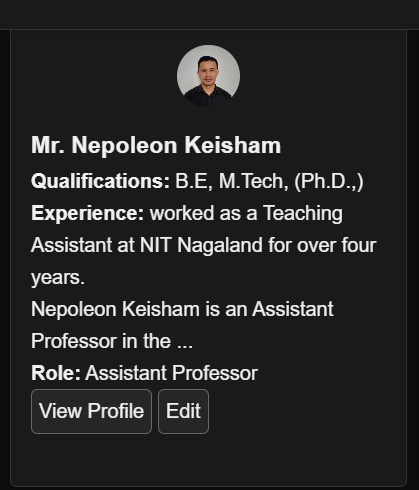 Mr. Nepoleon Keisham
Qualifications: B.E, M.Tech, (Ph.D.,)
Experience: worked as a Teaching
Assistant at NIT Nagaland for over four
years.
Nepoleon Keisham is an Assistant
Professor in the ...
Role: Assistant Professor
View Profile Edit